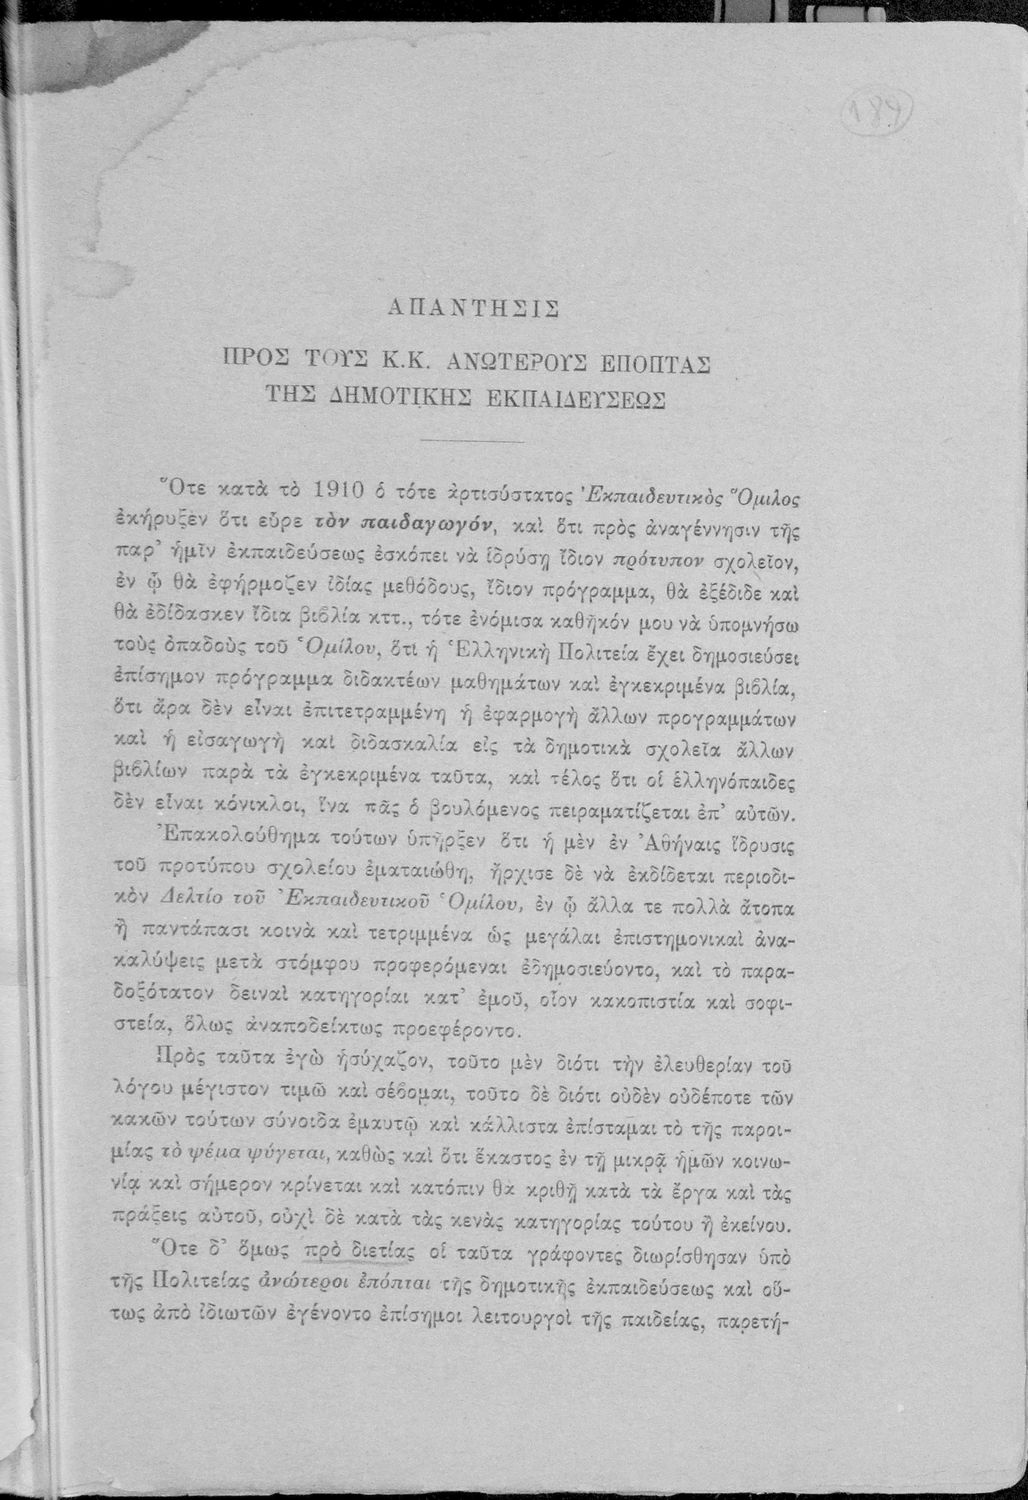 189
ΑΠΑΝΤΗΣΙΣ
ΠΡΟΣ ΤΟΥΣ Κ.Κ. ΑΝΩΤΕΡΟΥΣ ΕΠΟΠΤΑΣ
ΤΗΣ ΔΗΜΟΤΙΚΗΣ ΕΚΠΑΙΔΕΥΣΕΩΣ
Ὅτε κατὰ τὸ 1910 ὁ τότε ἀρτισύστατος Ἐκπαιδευτικὸς Ὅμιλος
ἐκήρυξεν ὅτι εὗρε τὸν παιδαγωγόν, καὶ ὅτι πρὸς ἀναγέννησιν τῆς
παρ' ἡμῖν ἐκπαιδεύσεως ἐσκόπει νὰ ἱδρύσῃ ἴδιον πρότυπον σχολεῖον,
ἐν ᾧ θὰ ἐφήρμοζεν ἰδίας μεθόδους, ἴδιον πρόγραμμα, θὰ ἐξέδιδε καὶ
θὰ ἐδίδασκεν ἴδια βιβλία κττ., τότε ἐνόμισα καθῆκόν μου νὰ ὑπομνήσω
τοὺς ὀπαδοὺς τοῦ Ὁμίλου, ὅτι ἡ Ἑλληνικὴ Πολιτεία ἔχει δημοσιεύσει
ἐπίσημον πρόγραμμα διδακτέων μαθημάτων καὶ ἐγκεκριμένα βιβλία,
ὅτι ἄρα δὲν εἶναι ἐπιτετραμμένη ἡ ἐφαρμογὴ ἄλλων προγραμμάτων
καὶ ἡ εἰσαγωγὴ καὶ διδασκαλία εἰς τὰ δημοτικὰ σχολεῖα ἄλλων
βιβλίων παρὰ τὰ ἐγκεκριμένα ταῦτα, καὶ τέλος ὅτι οἱ ἑλληνόπαιδες
δὲν εἶναι κόνικλοι, ἵνα πᾶς ὁ βουλόμενος πειραματίζεται ἐπ' αὐτῶν.
Ἐπακολούθημα τούτων ὑπῆρξεν ὅτι ἡ μὲν ἐν Ἀθήναις ἵδρυσις
τοῦ προτύπου σχολείου ἐματαιώθη, ἤρχισε δὲ νὰ ἐκδίδεται περιοδι-
κὸν Δελτίο τοῦ Ἐκπαιδευτικοῦ Ὁμίλου, ἐν ᾧ ἄλλα τε πολλὰ ἄτοπα
ἢ παντάπασι κοινὰ καὶ τετριμμένα ὡς μεγάλαι ἐπιστημονικαὶ ἀνα-
καλύψεις μετὰ στόμφου προφερόμεναι ἐδημοσιεύοντο, καὶ τὸ παρα-
δοξότατον δειναὶ κατηγορίαι κατ' ἐμοῦ, οἷον κακοπιστία καὶ σοφι-
στεία, ὅλως ἀναποδείκτως προεφέροντο.
Πρὸς ταῦτα ἐγὼ ἡσύχαζον, τοῦτο μὲν διότι τὴν ἐλευθερίαν τοῦ
λόγου μέγιστον τιμῶ καὶ σέβομαι, τοῦτο δὲ διότι οὐδὲν οὐδέποτε τῶν
κακῶν τούτων σύνοιδα ἐμαυτῷ καὶ κάλλιστα ἐπίσταμαι τὸ τῆς παροι-
μίας τὸ ψέμα ψύγεται, καθὼς καὶ ὅτι ἕκαστος ἐν τῇ μικρᾷ ἡμῶν κοινω-
νίᾳ καὶ σήμερον κρίνεται καὶ κατόπιν θὰ κριθῇ κατὰ τὰ ἔργα καὶ τὰς
πράξεις αὐτοῦ, οὐχὶ δὲ κατὰ τὰς κενὰς κατηγορίας τούτου ἢ ἐκείνου.
Ὅτε δ' ὅμως πρὸ διετίας οἱ ταῦτα γράφοντες διωρίσθησαν ὑπὸ
τῆς Πολιτείας ἀνώτεροι ἐπόπται τῆς δημοτικῆς ἐκπαιδεύσεως καὶ οὕ-
τως ἀπὸ ἰδιωτῶν ἐγένοντο ἐπίσημοι λειτουργοὶ τῆς παιδείας, παρετή-